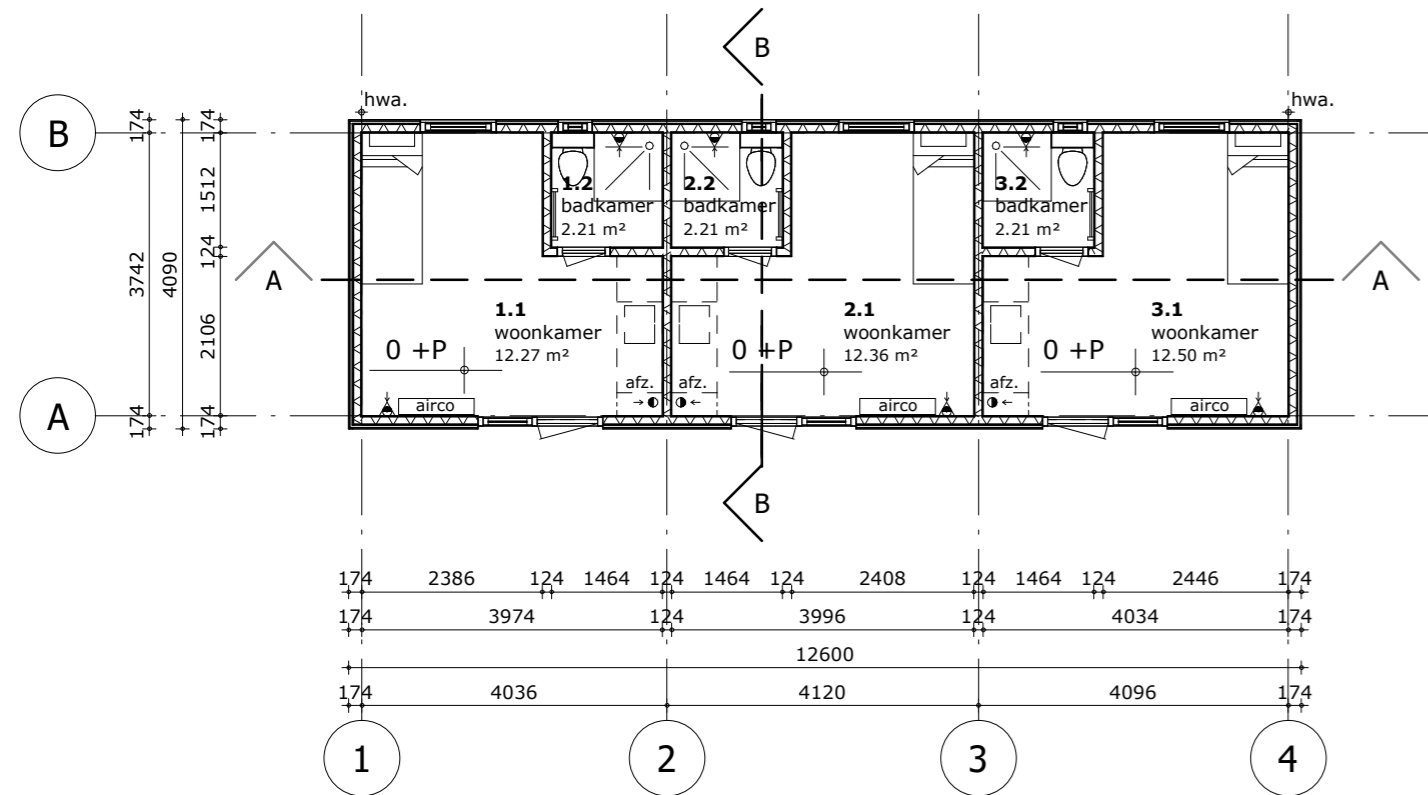 B
hwa.
hwa.
B
174
3742
174
4090
174
1512
124
2106
174
1.2
badkamer
2.21 m²
2.2
badkamer
2.21 m²
3.2
badkamer
2.21 m²
A
A
1.1
woonkamer
12.27 m²
2.1
woonkamer
12.36 m²
3.1
woonkamer
12.50 m²
0 +P
0 +P
0 +P
afz.
afz.
afz.
airco
airco
airco
A
B
174 2386 124 1464 124 1464 124 2408 124 1464 124 2446 174
174 3974 124 3996 124 4034 174
12600
174 4036 4120 4096 174
1 2 3 4